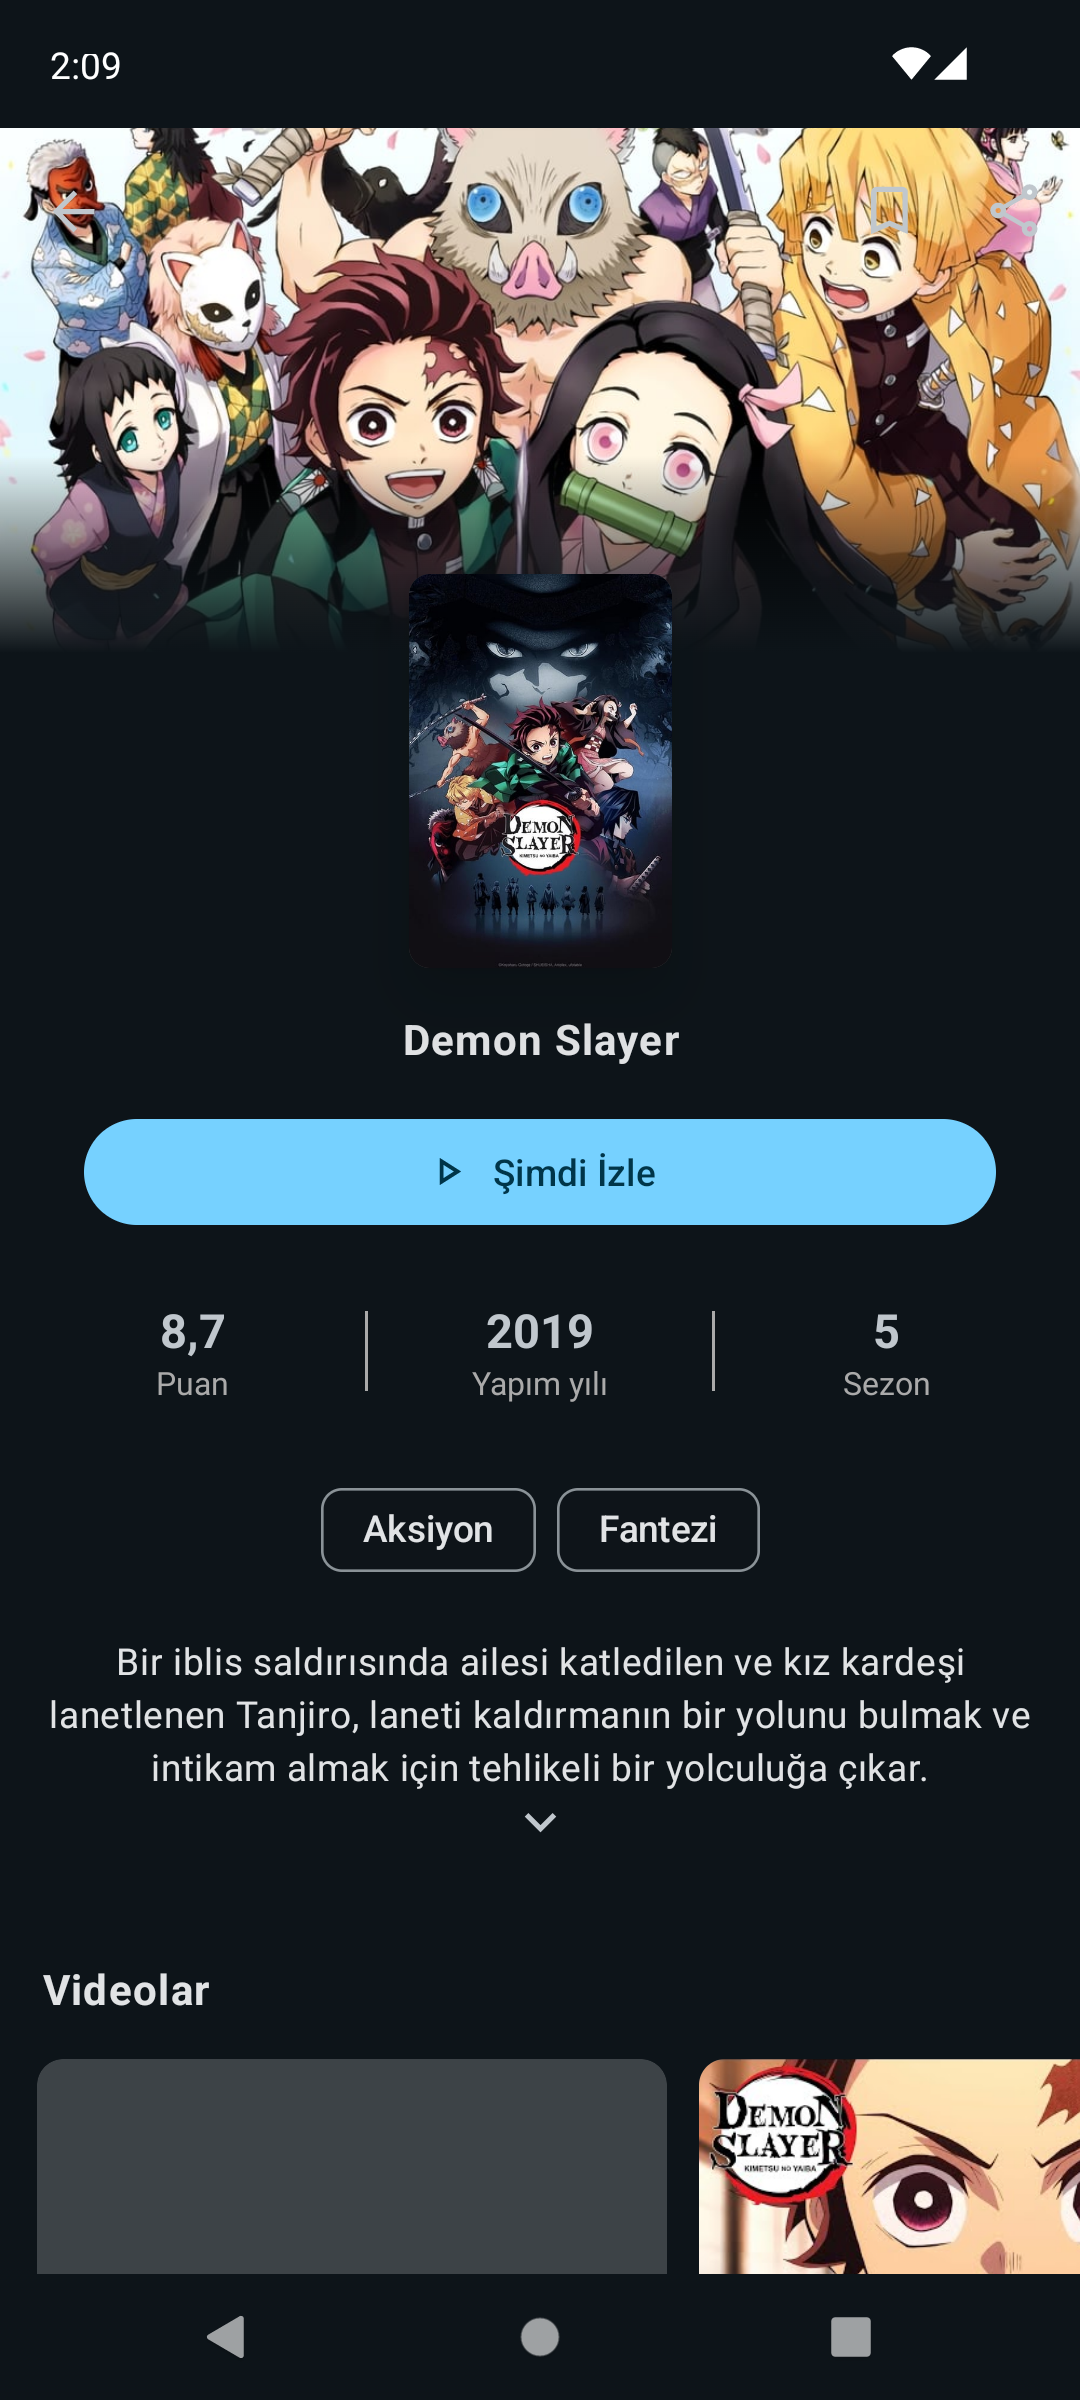 2:09
DEMON
SLAYER
KIMETSU NO YAIBA
Demon Slayer
Şimdi İzle
8,7
Puan
2019
Yapım yılı
5
Sezon
Aksiyon
Fantezi
Bir iblis saldırısında ailesi katledilen ve kız kardeşi
lanetlenen Tanjiro, laneti kaldırmanın bir yolunu bulmak ve
intikam almak için tehlikeli bir yolculuğa çıkar.
Videolar
DEMON
SLAYER
KIMETSU NO YAIBA